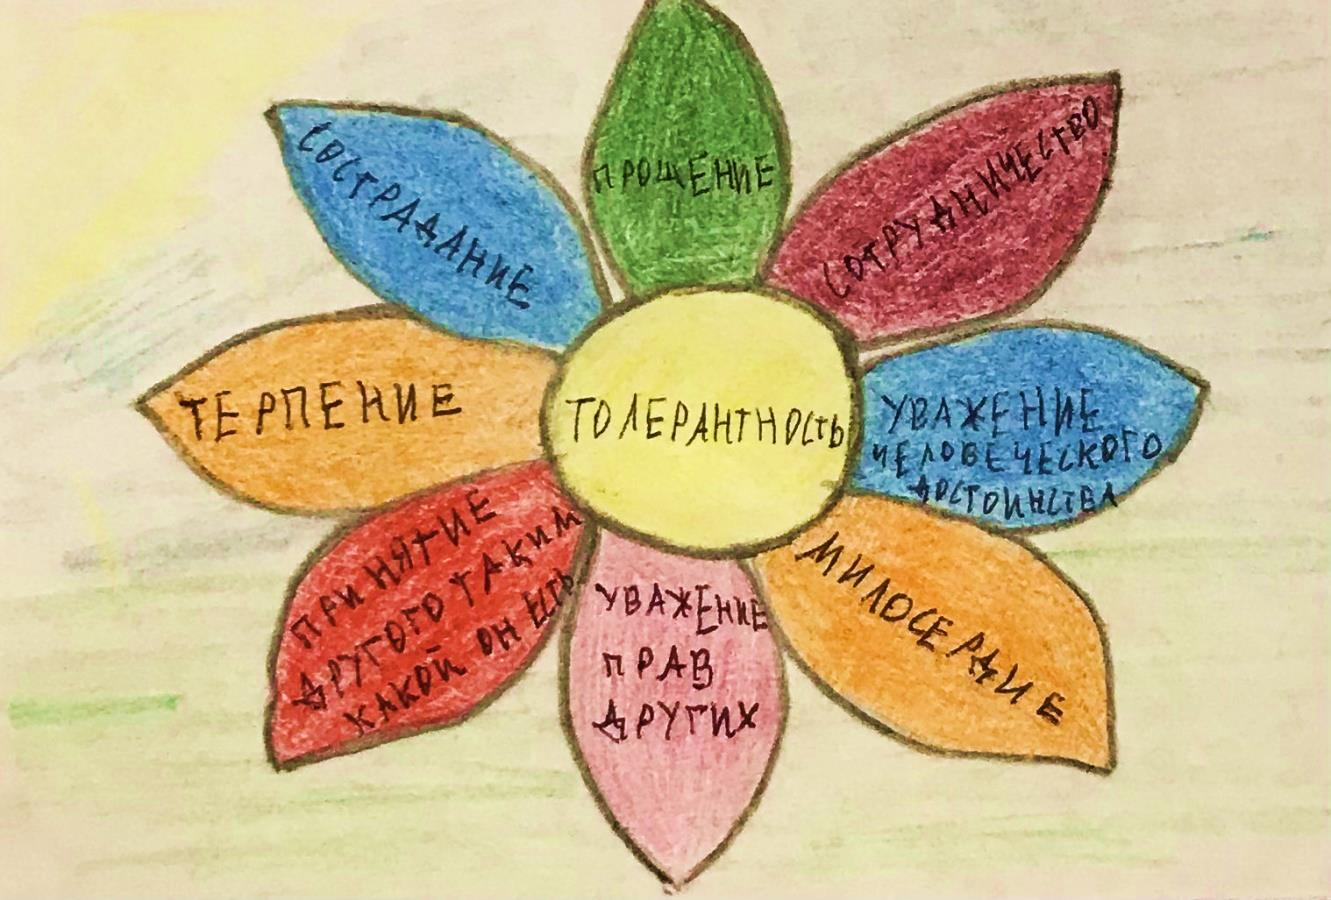 ПРОЩЕНИЕ
СОТРУДНИЧЕСТВО
СОСТРАДАНИЕ
ТЕРПЕНИЕ
ТОЛЕРАНТНОСТЬ
УВАЖЕНИЕ
ЧЕЛОВЕЧЕСКОГО
ДОСТОИНСТВА
ПРИНЯТИЕ
ДРУГОГО ТАКИМ
КАКОЙ ОН ЕСТЬ
УВАЖЕНИЕ
ПРАВ
ДРУГИХ
МИЛОСЕРДИЕ